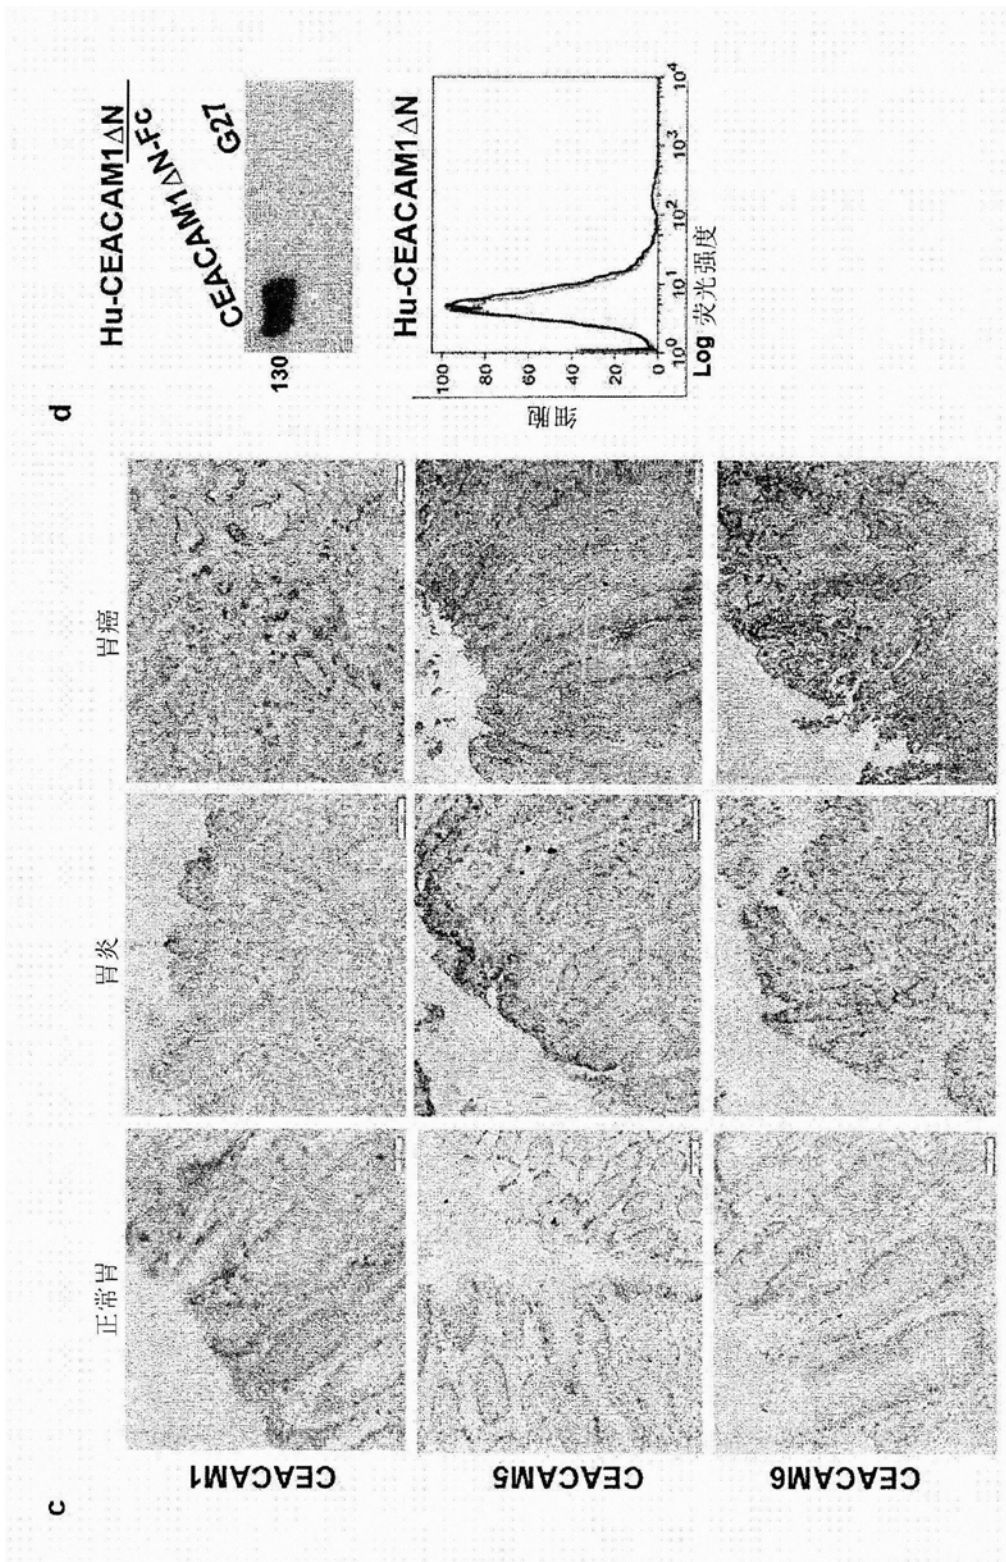 c
正常胃
胃炎
胃癌
CEACAM1
CEACAM5
CEACAM6
d
Hu-CEACAM1ΔN
CEACAM1ΔN-Fc
G27
130
Hu-CEACAM1ΔN
细胞
100
80
60
40
20
0
10⁰
10¹
10²
10³
10⁴
Log 荧光强度